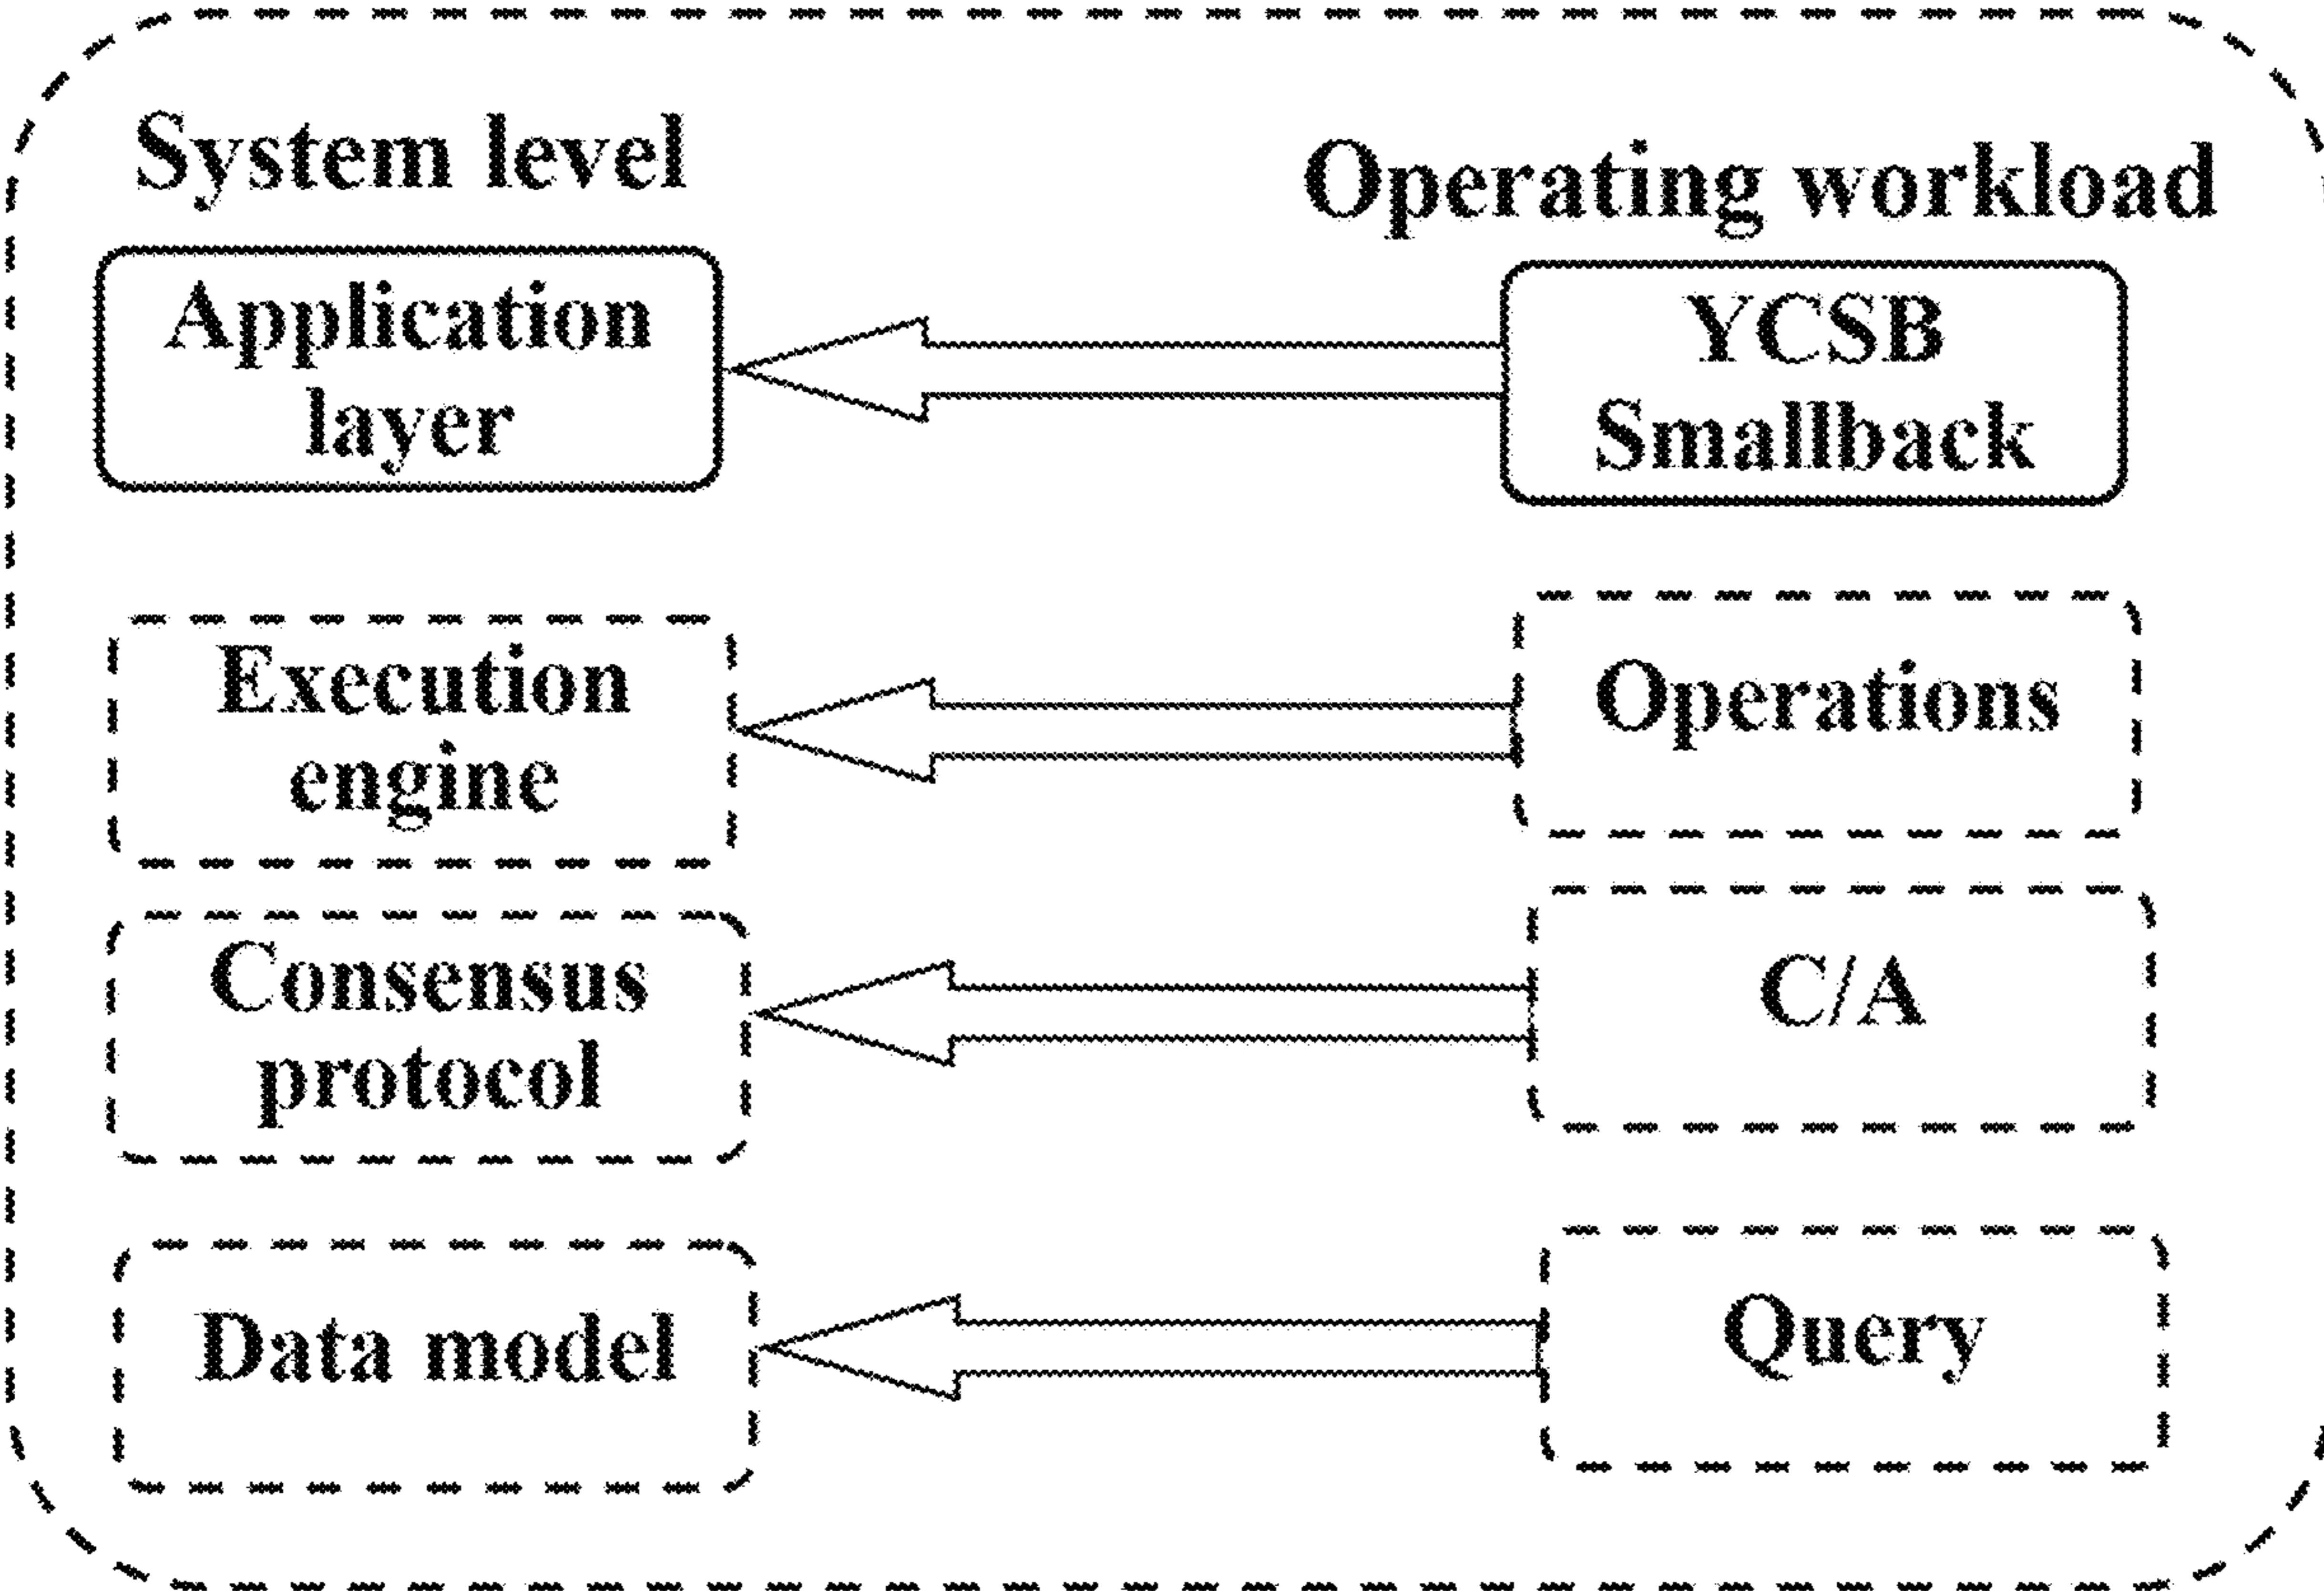 System level
Operating workload
Application
layer
YCSB
Smallback
Execution
engine
Operations
Consensus
protocol
C/A
Data model
Query